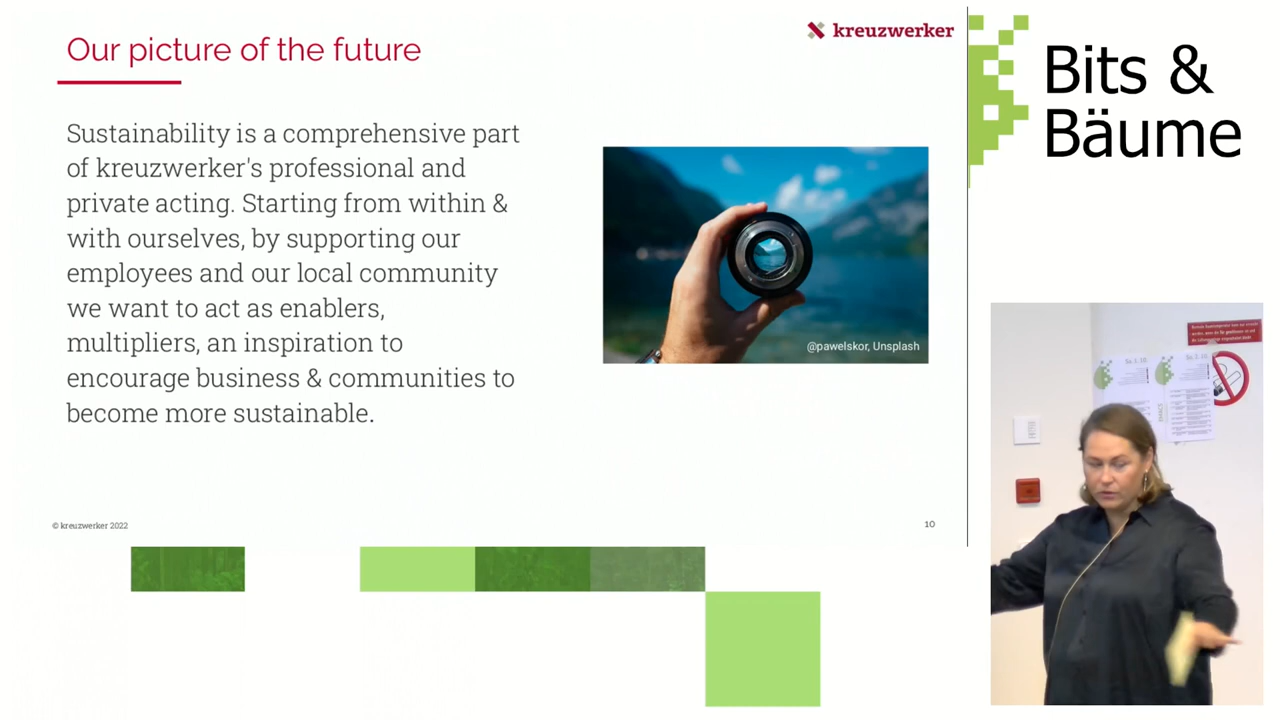 Our picture of the future
kreuzwerker
Sustainability is a comprehensive part
of kreuzwerker's professional and
private acting. Starting from within &
with ourselves, by supporting our
employees and our local community
we want to act as enablers,
multipliers, an inspiration to
encourage business & communities to
become more sustainable.
@pawelskor, Unsplash
© kreuzwerker 2022
10
Bits &
Bäume